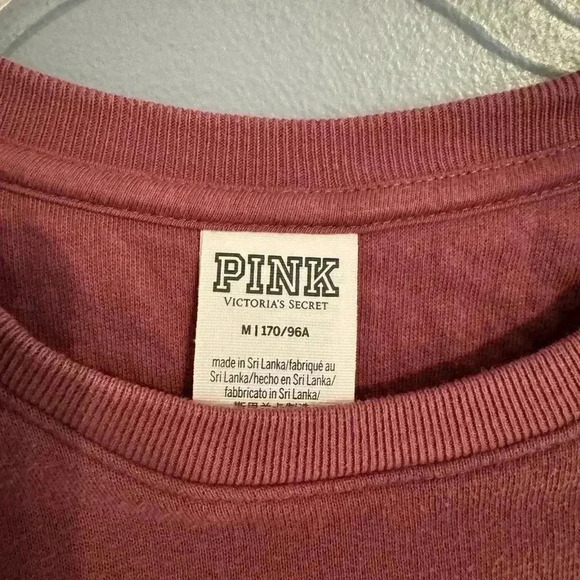 PINK
VICTORIA'S SECRET
M | 170/96A
made in Sri Lanka/fabriqué au
Sri Lanka/hecho en Sri Lanka/
fabbricato in Sri Lanka/